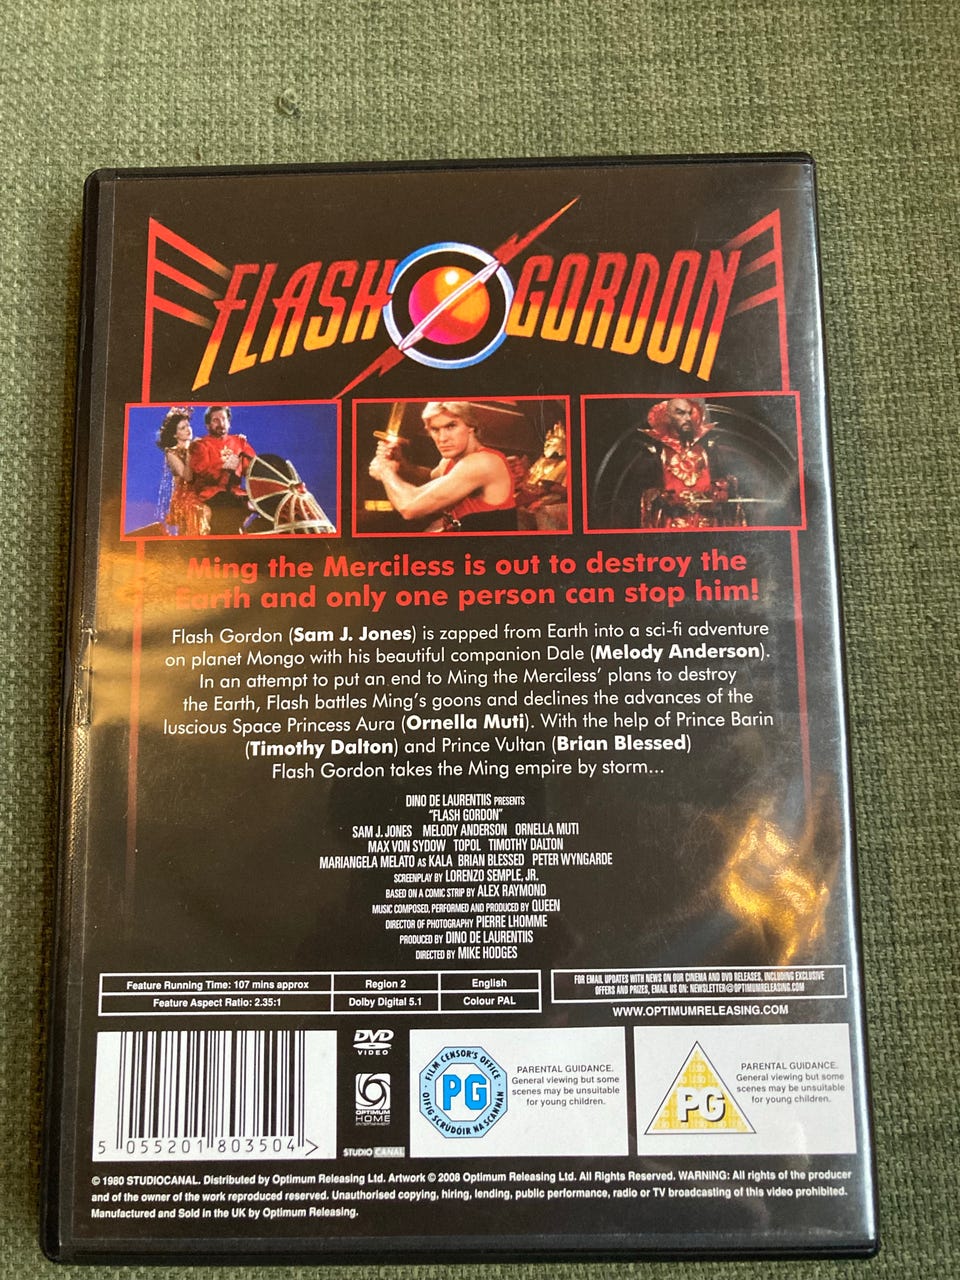 FLASH GORDON
Ming the Merciless is out to destroy the
Earth and only one person can stop him!
Flash Gordon (Sam J. Jones) is zapped from Earth into a sci-fi adventure
on planet Mongo with his beautiful companion Dale (Melody Anderson).
In an attempt to put an end to Ming the Merciless' plans to destroy
the Earth, Flash battles Ming's goons and declines the advances of the
luscious Space Princess Aura (Ornella Muti). With the help of Prince Barin
(Timothy Dalton) and Prince Vultan (Brian Blessed)
Flash Gordon takes the Ming empire by storm...
DINO DE LAURENTIIS PRESENTS
"FLASH GORDON"
SAM J. JONES MELODY ANDERSON ORNELLA MUTI
MAX VON SYDOW TOPOL TIMOTHY DALTON
MARIANGELA MELATO AS KALA BRIAN BLESSED PETER WYNGARDE
SCREENPLAY BY LORENZO SEMPLE, JR.
BASED ON A COMIC STRIP BY ALEX RAYMOND
MUSIC COMPOSED, PERFORMED AND PRODUCED BY QUEEN
DIRECTOR OF PHOTOGRAPHY PIERRE LHOMME
PRODUCED BY DINO DE LAURENTIIS
DIRECTED BY MIKE HODGES
Feature Running Time: 107 mins approx Region 2 English
Feature Aspect Ratio: 2.35:1 Dolby Digital 5.1 Colour PAL
FOR EMAIL UPDATES WITH NEWS ON OUR CINEMA AND DVD RELEASES, INCLUDING EXCLUSIVE
OFFERS AND PRIZES, EMAIL US ON: NEWSLETTER@OPTIMUMRELEASING.COM
WWW.OPTIMUMRELEASING.COM
5 055201 803504 >
DVD
VIDEO
OPTIMUM
HOME
ENTERTAINMENT
STUDIO CANAL
FILM CENSOR'S OFFICE
PG
OIFIG SCRÚDÓIR NA SCANNÁN
PARENTAL GUIDANCE.
General viewing but some
scenes may be unsuitable
for young children.
PG
PARENTAL GUIDANCE.
General viewing but some
scenes may be unsuitable
for young children.
© 1980 STUDIOCANAL. Distributed by Optimum Releasing Ltd. Artwork © 2008 Optimum Releasing Ltd. All Rights Reserved. WARNING: All rights of the producer
and of the owner of the work reproduced reserved. Unauthorised copying, hiring, lending, public performance, radio or TV broadcasting of this video prohibited.
Manufactured and Sold in the UK by Optimum Releasing.